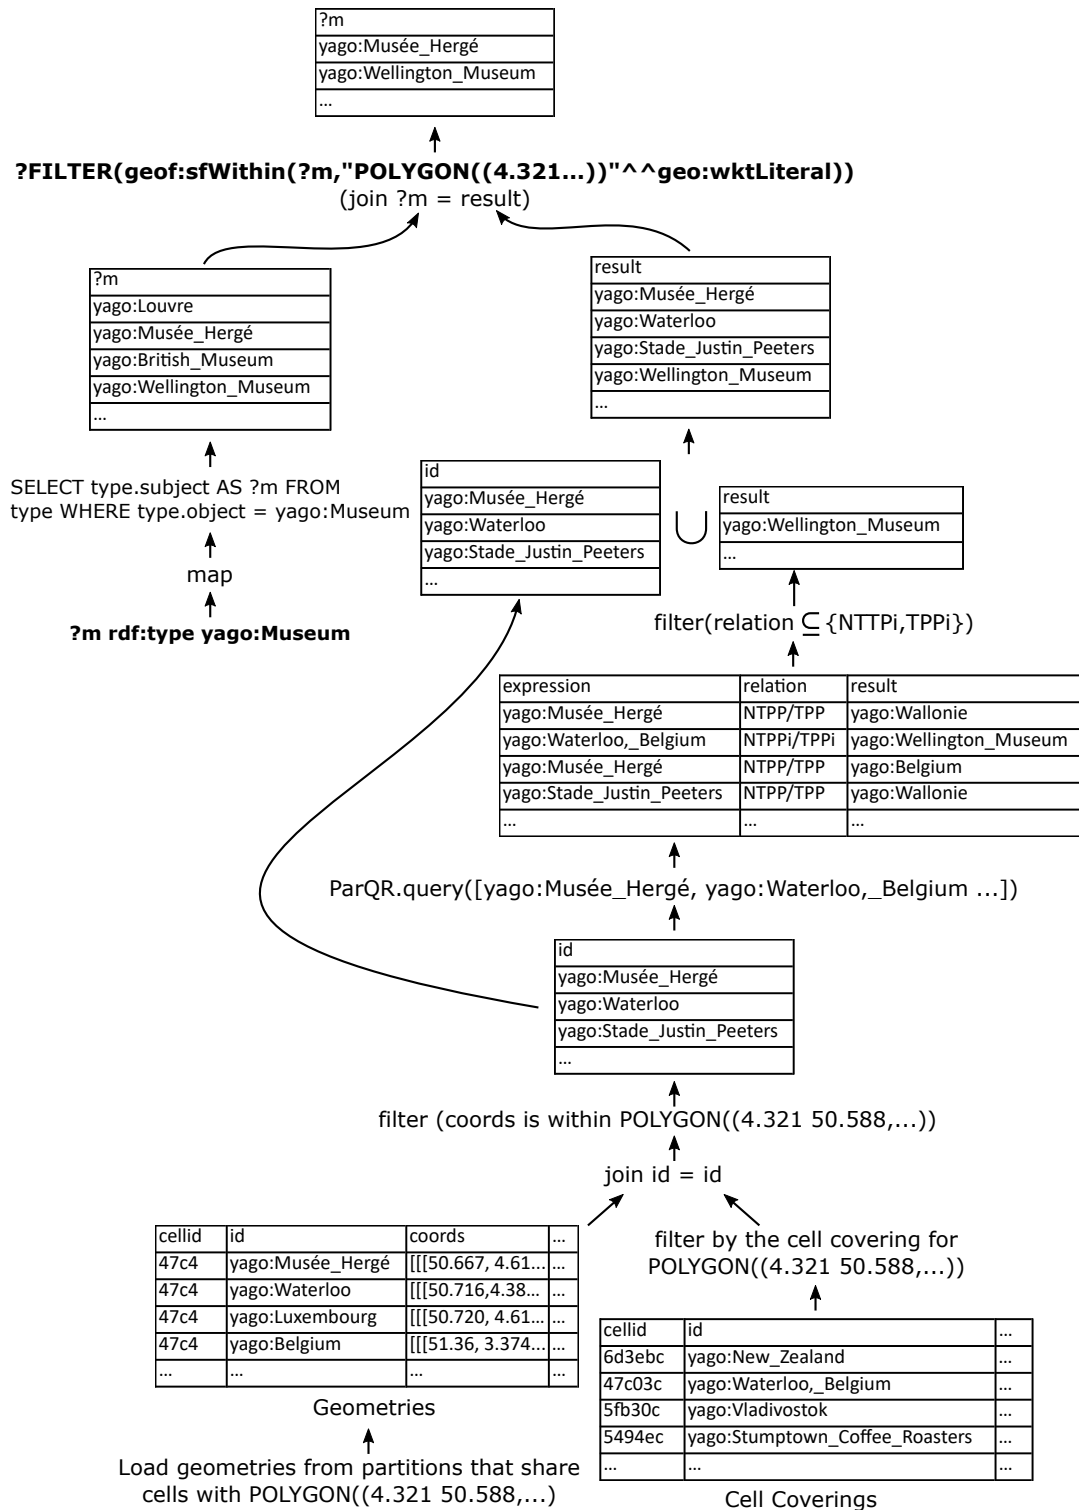 ?m
yago:Musée_Hergé
yago:Wellington_Museum
...
?FILTER(geof:sfWithin(?m,"POLYGON((4.321...))"^^geo:wktLiteral))
(join ?m = result)
?m
yago:Louvre
yago:Musée_Hergé
yago:British_Museum
yago:Wellington_Museum
...
result
yago:Musée_Hergé
yago:Waterloo
yago:Stade_Justin_Peeters
yago:Wellington_Museum
...
SELECT type.subject AS ?m FROM
type WHERE type.object = yago:Museum
map
?m rdf:type yago:Museum
id
yago:Musée_Hergé
yago:Waterloo
yago:Stade_Justin_Peeters
...
∪
result
yago:Wellington_Museum
...
filter(relation ⊆ {NTTPi,TPPi})
expression relation result
yago:Musée_Hergé NTPP/TPP yago:Wallonie
yago:Waterloo,_Belgium NTPPi/TPPi yago:Wellington_Museum
yago:Musée_Hergé NTPP/TPP yago:Belgium
yago:Stade_Justin_Peeters NTPP/TPP yago:Wallonie
... ... ...
ParQR.query([yago:Musée_Hergé, yago:Waterloo,_Belgium ...])
id
yago:Musée_Hergé
yago:Waterloo
yago:Stade_Justin_Peeters
...
filter (coords is within POLYGON((4.321 50.588,...))
join id = id
cellid id coords ...
47c4 yago:Musée_Hergé [[[50.667, 4.61... ...
47c4 yago:Waterloo [[[50.716,4.38... ...
47c4 yago:Luxembourg [[[50.720, 4.61... ...
47c4 yago:Belgium [[[51.36, 3.374... ...
... ... ... ...
Geometries
Load geometries from partitions that share
cells with POLYGON((4.321 50.588,...)
filter by the cell covering for
POLYGON((4.321 50.588,...))
cellid id ...
6d3ebc yago:New_Zealand ...
47c03c yago:Waterloo,_Belgium ...
5fb30c yago:Vladivostok ...
5494ec yago:Stumptown_Coffee_Roasters ...
... ... ...
Cell Coverings